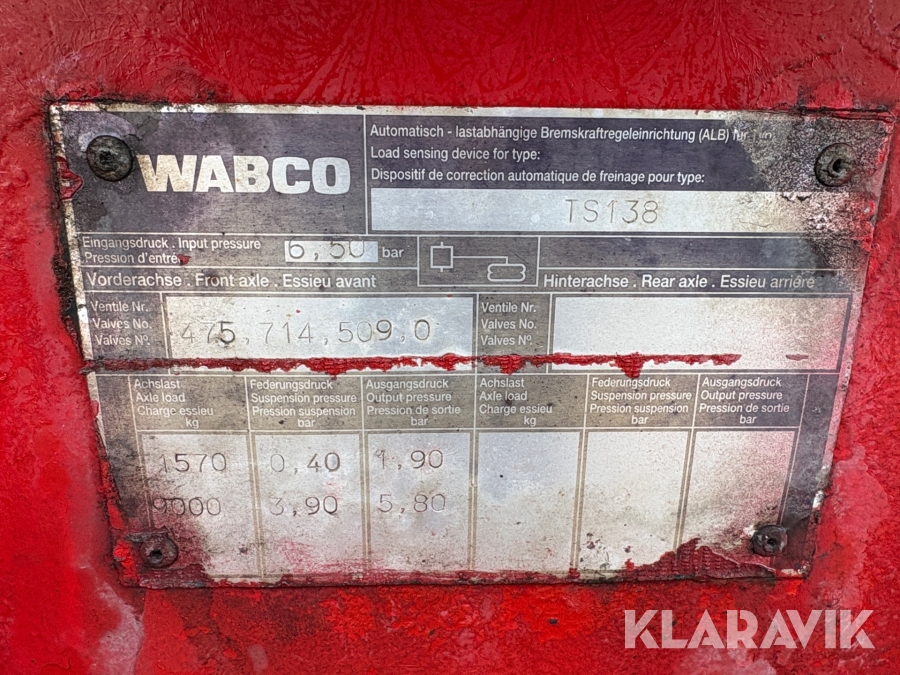 WABCO
Automatisch - lastabhängige Bremskraftregeleinrichtung (ALB) für
Load sensing device for type:
Dispositif de correction automatique de freinage pour type:
TS138
Eingangsdruck . Input pressure
Pression d'entrée
6,50 bar
Vorderachse . Front axle . Essieu avant
Hinterachse . Rear axle . Essieu arrière
Ventile Nr.
Valves No.
Valves Nº.
475,714,509,0
Ventile Nr.
Valves No.
Valves Nº.
Achslast
Axle load
Charge essieu
kg
Federungsdruck
Suspension pressure
Pression suspension
bar
Ausgangsdruck
Output pressure
Pression de sortie
bar
Achslast
Axle load
Charge essieu
kg
Federungsdruck
Suspension pressure
Pression suspension
bar
Ausgangsdruck
Output pressure
Pression de sortie
bar
1570 0,40 1,90
9000 3,90 5,80
KLARAVIK